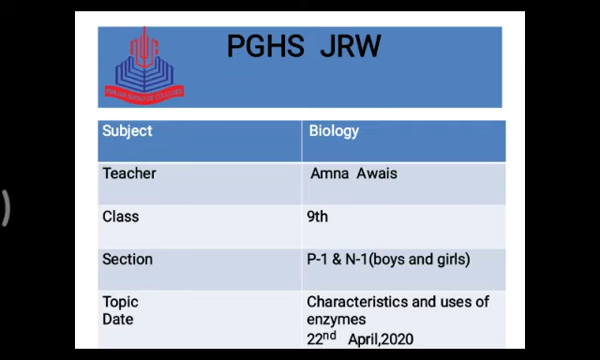 PGHS JRW
Subject Biology
Teacher Amna Awais
Class 9th
Section P-1 & N-1(boys and girls)
Topic Characteristics and uses of
Date enzymes
22nd April,2020